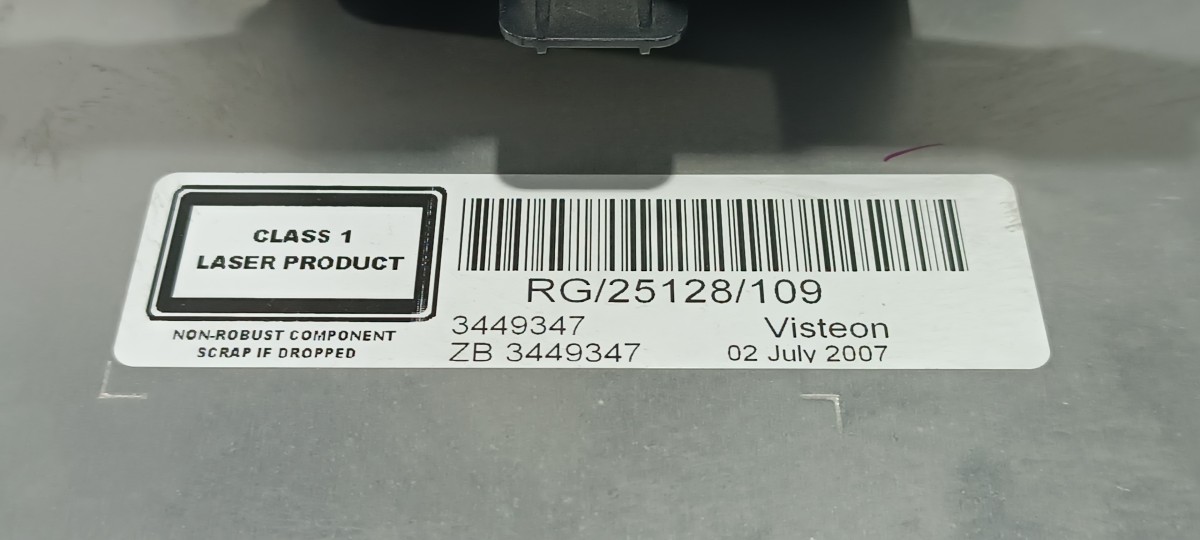 CLASS 1
LASER PRODUCT
NON-ROBUST COMPONENT
SCRAP IF DROPPED
RG/25128/109
3449347
Visteon
ZB 3449347
02 July 2007